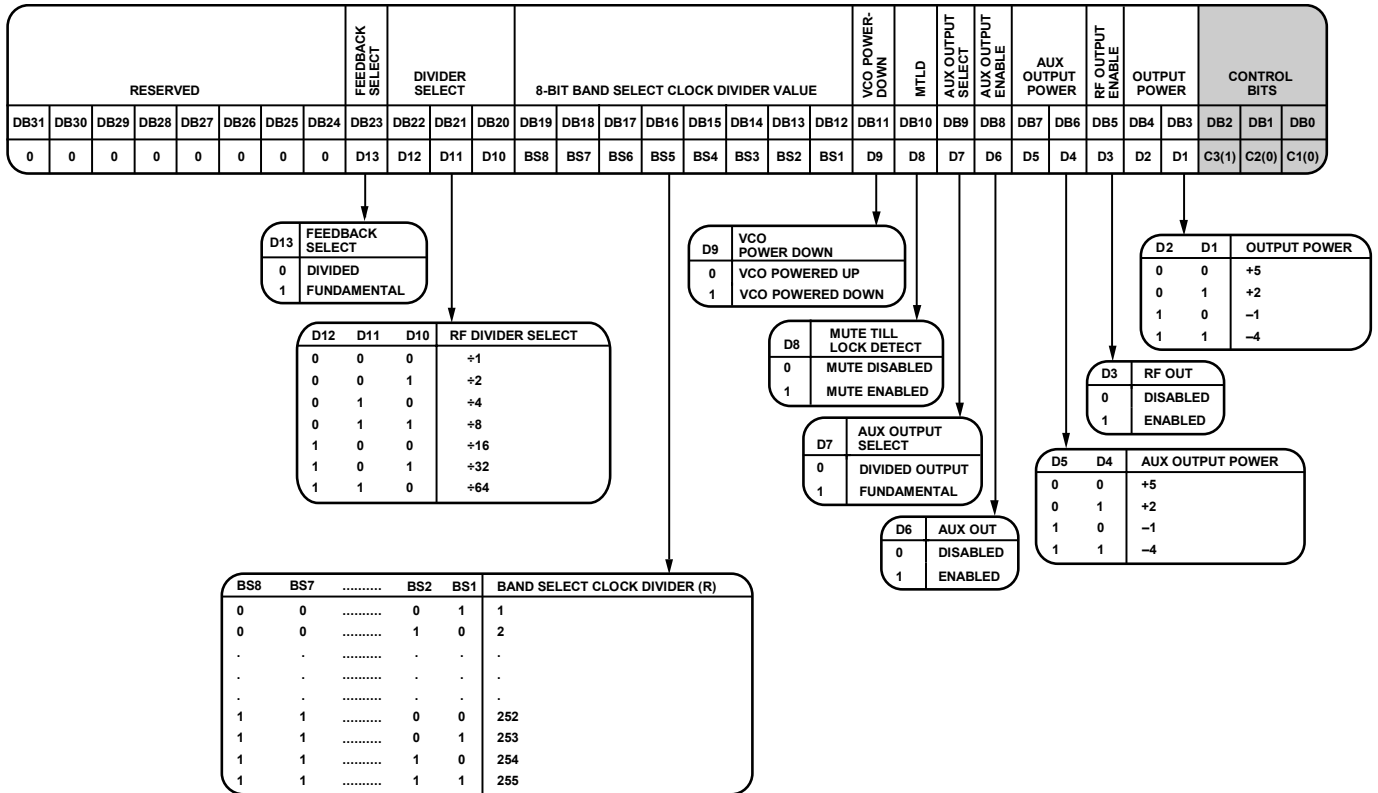 RESERVED
FEEDBACK SELECT
DIVIDER SELECT
8-BIT BAND SELECT CLOCK DIVIDER VALUE
VCO POWER-DOWN
MTLD
AUX OUTPUT SELECT
AUX OUTPUT ENABLE
AUX OUTPUT POWER
RF OUTPUT ENABLE
OUTPUT POWER
CONTROL BITS
DB31 DB30 DB29 DB28 DB27 DB26 DB25 DB24 DB23 DB22 DB21 DB20 DB19 DB18 DB17 DB16 DB15 DB14 DB13 DB12 DB11 DB10 DB9 DB8 DB7 DB6 DB5 DB4 DB3 DB2 DB1 DB0
0 0 0 0 0 0 0 0 D13 D12 D11 D10 BS8 BS7 BS6 BS5 BS4 BS3 BS2 BS1 D9 D8 D7 D6 D5 D4 D3 D2 D1 C3(1) C2(0) C1(0)
D13 FEEDBACK SELECT
0 DIVIDED
1 FUNDAMENTAL
D12 D11 D10 RF DIVIDER SELECT
0 0 0 ÷1
0 0 1 ÷2
0 1 0 ÷4
0 1 1 ÷8
1 0 0 ÷16
1 0 1 ÷32
1 1 0 ÷64
BS8 BS7 .......... BS2 BS1 BAND SELECT CLOCK DIVIDER (R)
0 0 .......... 0 1 1
0 0 .......... 1 0 2
. . .......... . . .
. . .......... . . .
. . .......... . . .
1 1 .......... 0 0 252
1 1 .......... 0 1 253
1 1 .......... 1 0 254
1 1 .......... 1 1 255
D9 VCO POWER DOWN
0 VCO POWERED UP
1 VCO POWERED DOWN
D8 MUTE TILL LOCK DETECT
0 MUTE DISABLED
1 MUTE ENABLED
D7 AUX OUTPUT SELECT
0 DIVIDED OUTPUT
1 FUNDAMENTAL
D6 AUX OUT
0 DISABLED
1 ENABLED
D5 D4 AUX OUTPUT POWER
0 0 +5
0 1 +2
1 0 –1
1 1 –4
D3 RF OUT
0 DISABLED
1 ENABLED
D2 D1 OUTPUT POWER
0 0 +5
0 1 +2
1 0 –1
1 1 –4